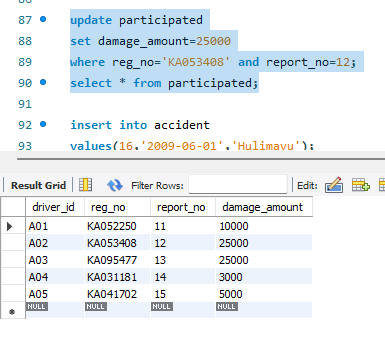 86
87 update participated
88 set damage_amount=25000
89 where reg_no='KA053408' and report_no=12;
90 select * from participated;
91
92 insert into accident
93 values(16,'2009-06-01','Hulimavu');
Result Grid Filter Rows: Edit:
driver_id reg_no report_no damage_amount
A01 KA052250 11 10000
A02 KA053408 12 25000
A03 KA095477 13 25000
A04 KA031181 14 3000
A05 KA041702 15 5000
NULL NULL NULL NULL